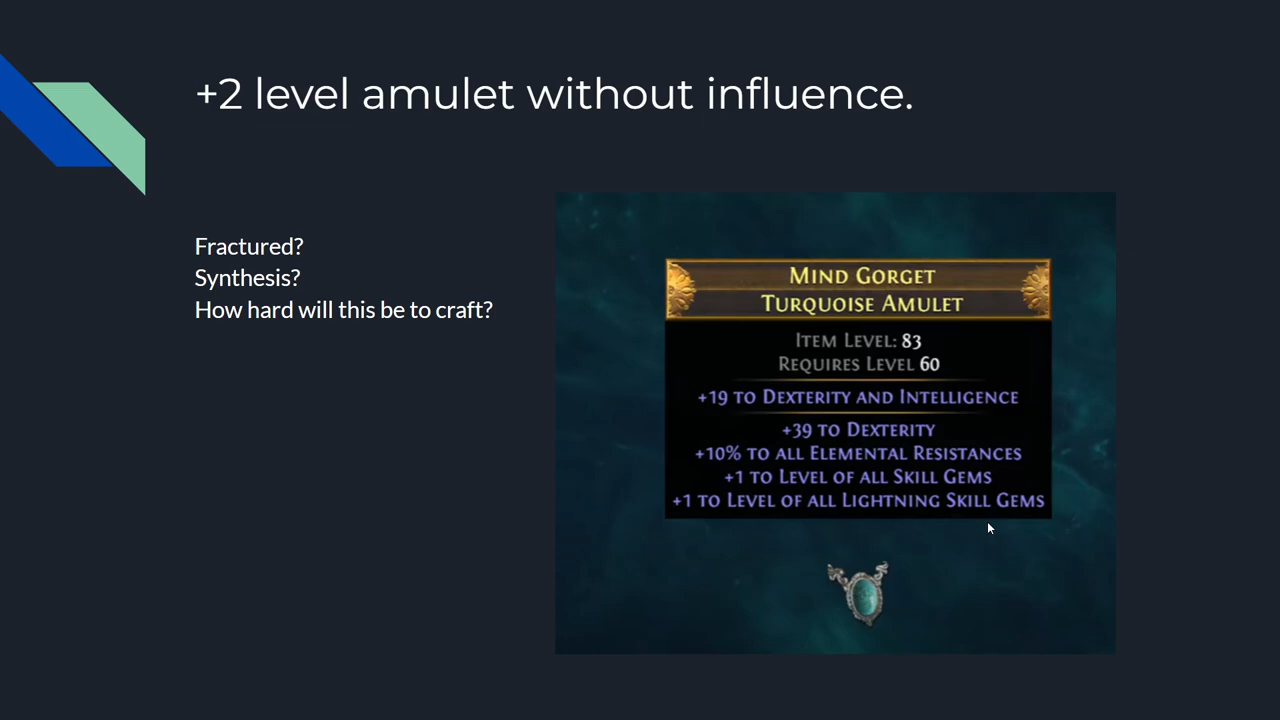 +2 level amulet without influence.
Fractured?
Synthesis?
How hard will this be to craft?
Mind Gorget
Turquoise Amulet
Item Level: 83
Requires Level 60
+19 to Dexterity and Intelligence
+39 to Dexterity
+10% to all Elemental Resistances
+1 to Level of all Skill Gems
+1 to Level of all Lightning Skill Gems